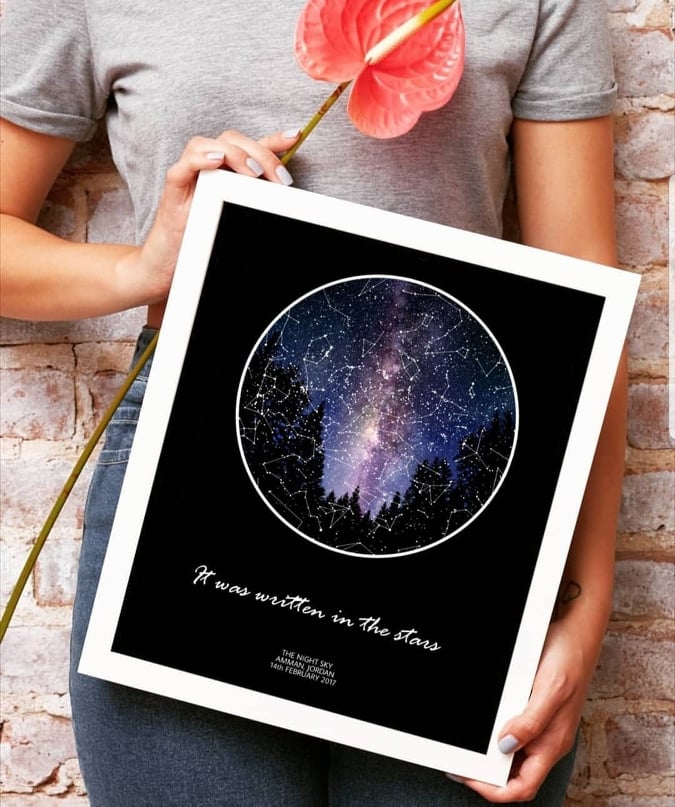 It was written in the stars
THE NIGHT SKY
AMMAN, JORDAN
14th FEBRUARY 2017